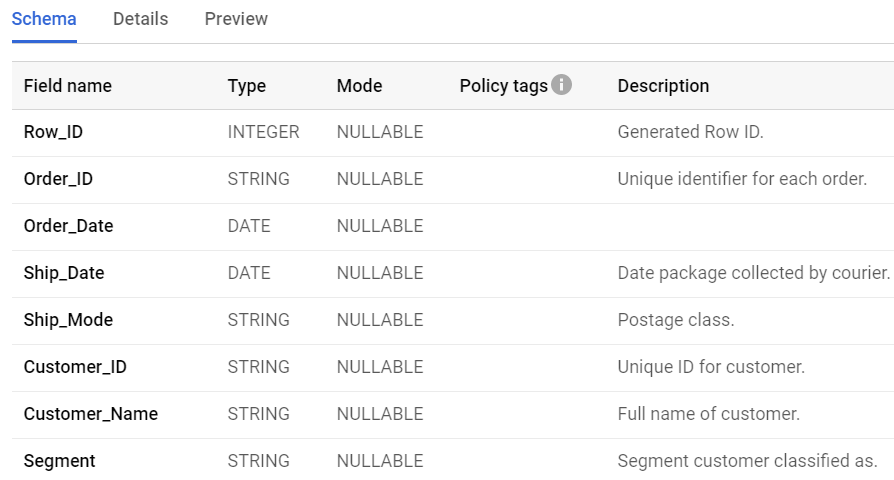 Schema Details Preview
Field name Type Mode Policy tags Description
Row_ID INTEGER NULLABLE Generated Row ID.
Order_ID STRING NULLABLE Unique identifier for each order.
Order_Date DATE NULLABLE
Ship_Date DATE NULLABLE Date package collected by courier.
Ship_Mode STRING NULLABLE Postage class.
Customer_ID STRING NULLABLE Unique ID for customer.
Customer_Name STRING NULLABLE Full name of customer.
Segment STRING NULLABLE Segment customer classified as.